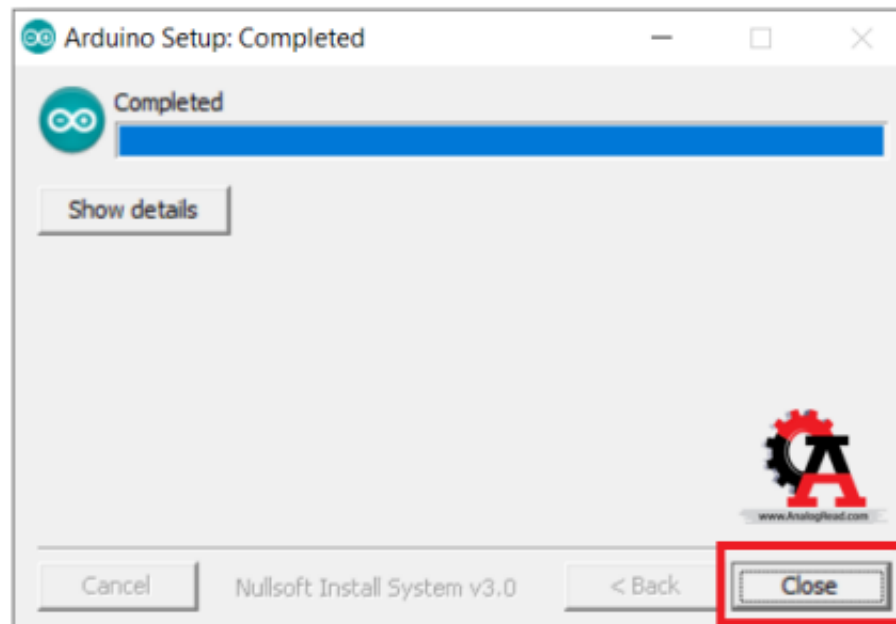 Arduino Setup: Completed
Completed
Show details
A
www.AnalogRead.com
Cancel
Nullsoft Install System v3.0
< Back
Close